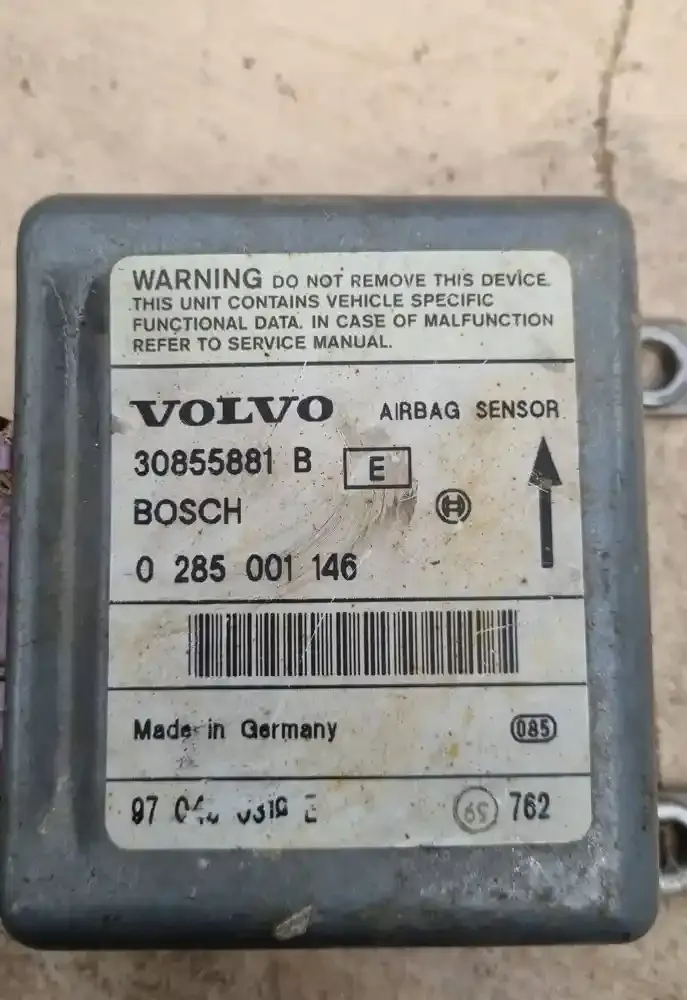 WARNING DO NOT REMOVE THIS DEVICE.
THIS UNIT CONTAINS VEHICLE SPECIFIC
FUNCTIONAL DATA. IN CASE OF MALFUNCTION
REFER TO SERVICE MANUAL.
VOLVO AIRBAG SENSOR
30855881 B E
BOSCH
0 285 001 146
Made in Germany 085
97 762